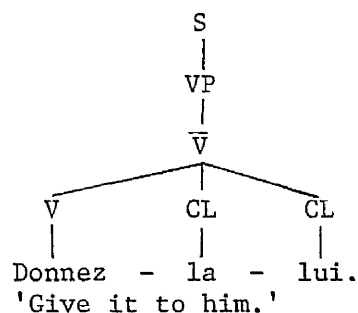 S
VP
V̅
V CL CL
Donnez - la - lui.
'Give it to him.'